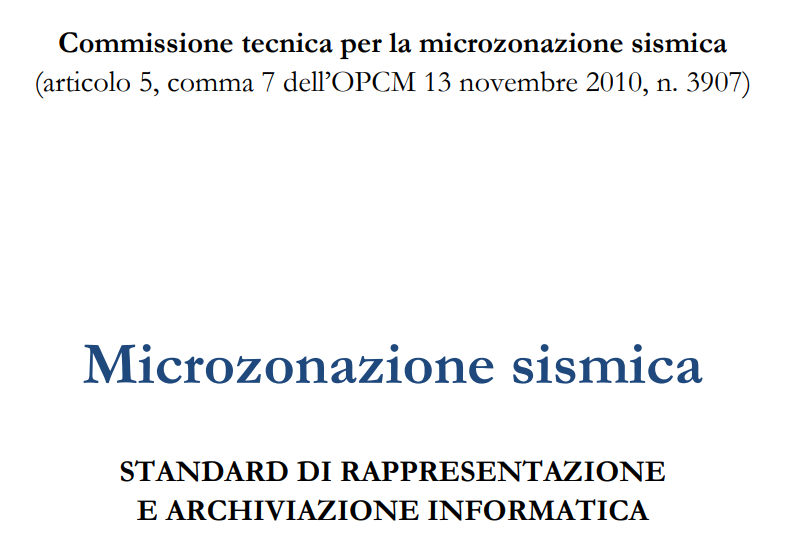 Commissione tecnica per la microzonazione sismica
(articolo 5, comma 7 dell’OPCM 13 novembre 2010, n. 3907)
Microzonazione sismica
STANDARD DI RAPPRESENTAZIONE
E ARCHIVIAZIONE INFORMATICA